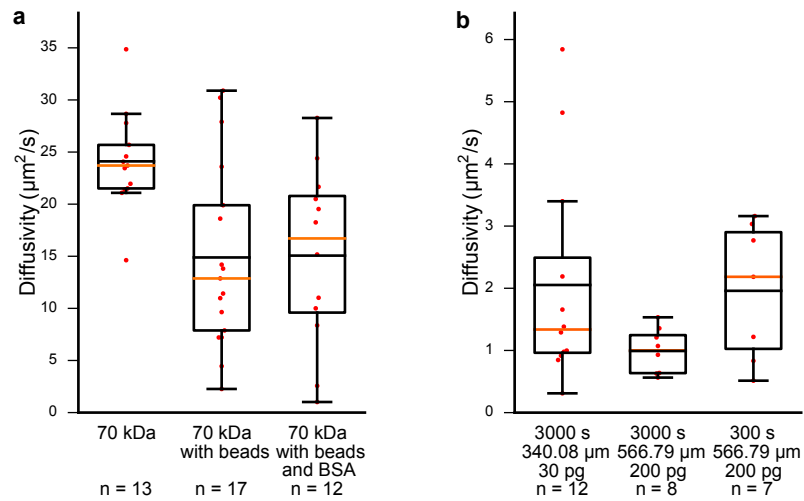 a
Diffusivity (µm²/s)
35
30
25
20
15
10
5
0
70 kDa
n = 13
70 kDa
with beads
n = 17
70 kDa
with beads
and BSA
n = 12
b
Diffusivity (µm²/s)
6
5
4
3
2
1
0
3000 s
340.08 µm
30 pg
n = 12
3000 s
566.79 µm
200 pg
n = 8
300 s
566.79 µm
200 pg
n = 7